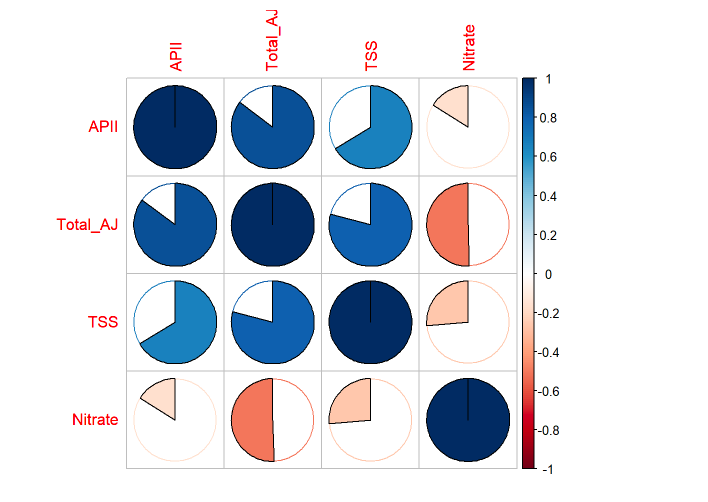 APII
Total_AJ
TSS
Nitrate
APII
Total_AJ
TSS
Nitrate
1
0.8
0.6
0.4
0.2
0
-0.2
-0.4
-0.6
-0.8
-1